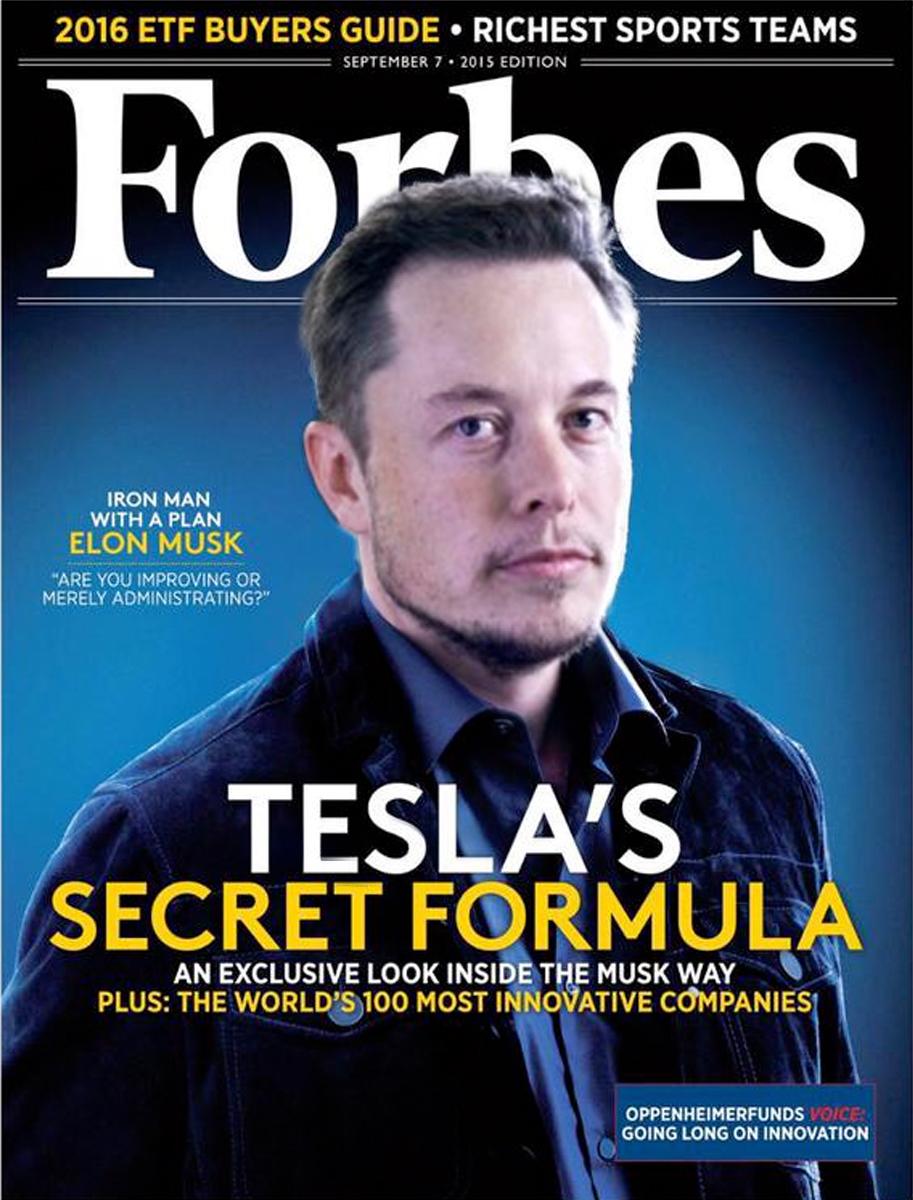 2016 ETF BUYERS GUIDE • RICHEST SPORTS TEAMS
SEPTEMBER 7 • 2015 EDITION
Forbes
IRON MAN
WITH A PLAN
ELON MUSK
"ARE YOU IMPROVING OR
MERELY ADMINISTRATING?"
TESLA'S
SECRET FORMULA
AN EXCLUSIVE LOOK INSIDE THE MUSK WAY
PLUS: THE WORLD'S 100 MOST INNOVATIVE COMPANIES
OPPENHEIMERFUNDS VOICE:
GOING LONG ON INNOVATION